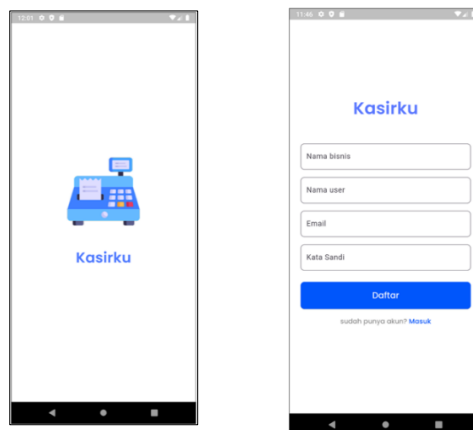 12:01
Kasirku
11:46
Kasirku
Nama bisnis
Nama user
Email
Kata Sandi
Daftar
sudah punya akun? Masuk